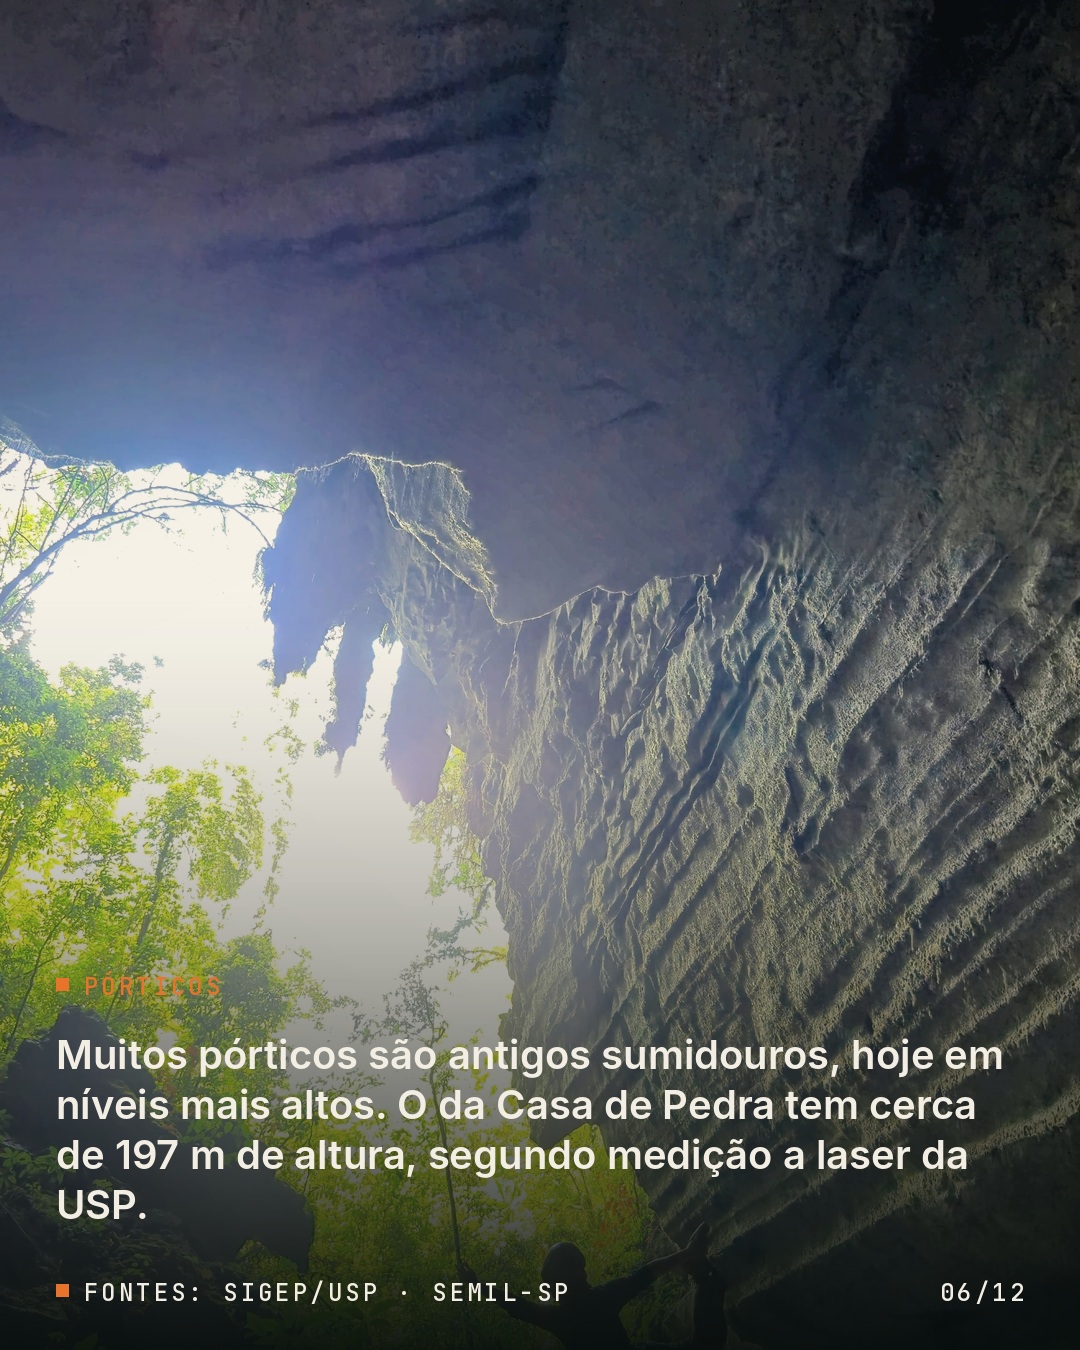 PÓRTICOS
Muitos pórticos são antigos sumidouros, hoje em
níveis mais altos. O da Casa de Pedra tem cerca
de 197 m de altura, segundo medição a laser da
USP.
FONTES: SIGEP/USP · SEMIL-SP
06/12